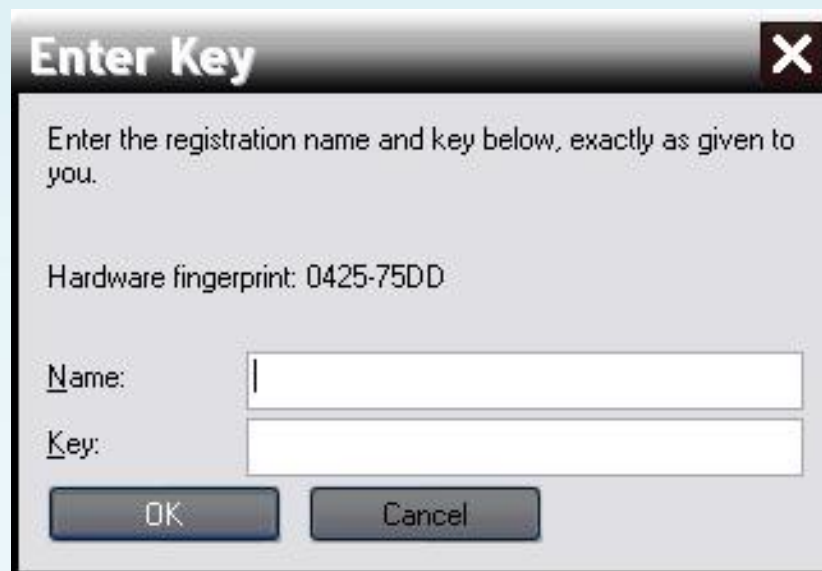 Enter Key
Enter the registration name and key below, exactly as given to
you.
Hardware fingerprint: 0425-75DD
Name:
Key:
OK
Cancel